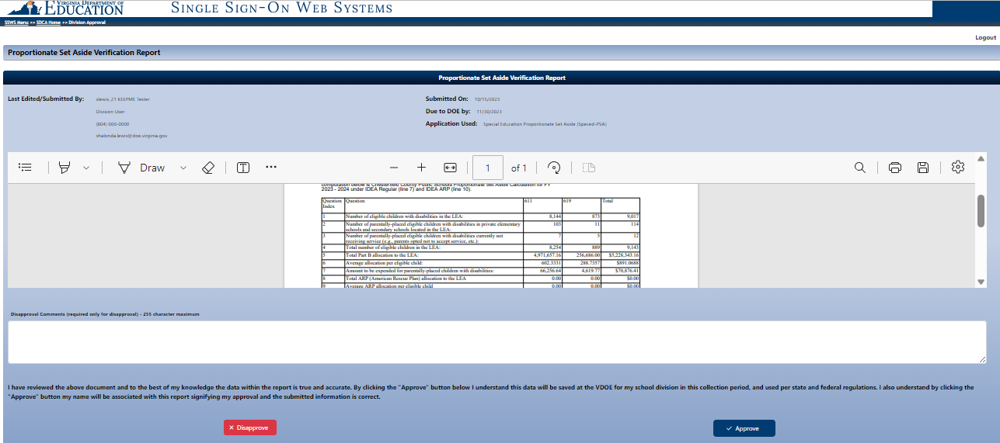 VIRGINIA DEPARTMENT OF
EDUCATION
SINGLE SIGN-ON WEB SYSTEMS
SSWS Menu >> SDCA Home >> Division Approval
Logout
Proportionate Set Aside Verification Report
Proportionate Set Aside Verification Report
Last Edited/Submitted By: slewis_21 KEEPME Tester
Submitted On: 10/15/2023
Division User
Due to DOE by: 11/30/2023
(804) 000-0000
Application Used: Special Education Proportionate Set Aside (Speced-PSA)
shalonda.lewis@doe.virginia.gov
Draw
1 of 1
computation below is Chesterfield County Public Schools Proportionate Set Aside Calculation for FY
2023 - 2024 under IDEA Regular (line 7) and IDEA ARP (line 10).
Question Question 611 619 Total
Index
1 Number of eligible children with disabilities in the LEA: 8,144 873 9,017
2 Number of parentally-placed eligible children with disabilities in private elementary 103 11 114
schools and secondary schools located in the LEA:
3 Number of parentally-placed eligible children with disabilities currently not 7 5 12
receiving service (e.g., parents opted not to accept service, etc.):
4 Total number of eligible children in the LEA: 8,254 889 9,143
5 Total Part B allocation to the LEA: 4,971,657.16 256,686.00 $5,228,343.16
6 Average allocation per eligible child: 602.3331 288.7357 $891.0688
7 Amount to be expended for parentally-placed children with disabilities: 66,256.64 4,619.77 $70,876.41
8 Total ARP (American Rescue Plan) allocation to the LEA 0.00 0.00 $0.00
9 Average ARP allocation per eligible child 0.00 0.00 $0.00
Disapproval Comments (required only for disapproval) - 255 character maximum
I have reviewed the above document and to the best of my knowledge the data within the report is true and accurate. By clicking the "Approve" button below I understand this data will be saved at the VDOE for my school division in this collection period, and used per state and federal regulations. I also understand by clicking the
"Approve" button my name will be associated with this report signifying my approval and the submitted information is correct.
Disapprove
Approve